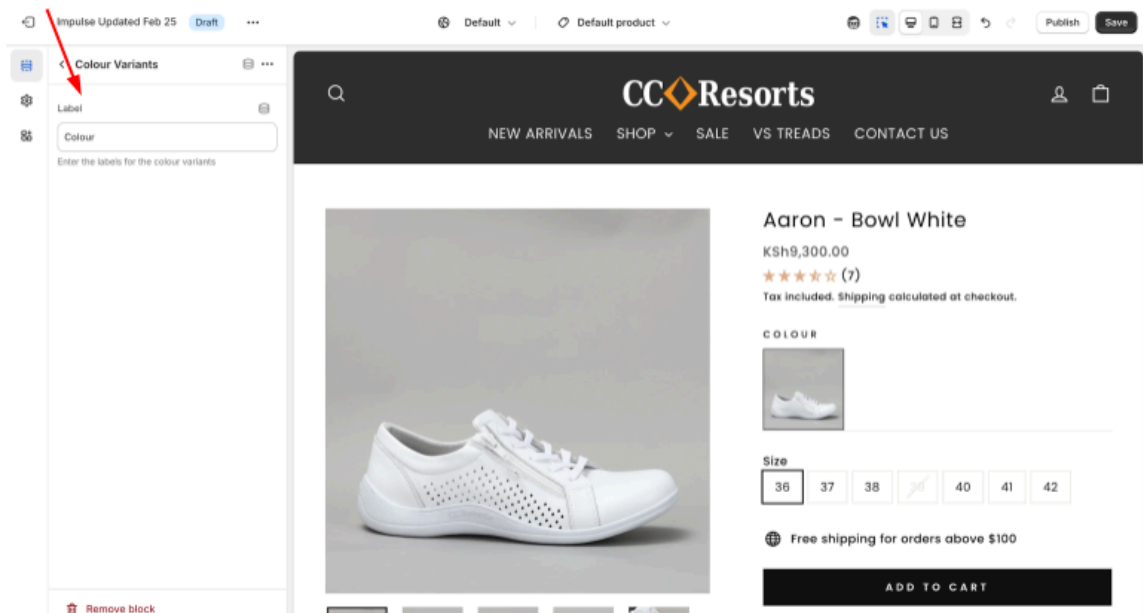 Impulse Updated Feb 25 Draft
Default
Default product
Publish
Save
Colour Variants
Label
Colour
Enter the labels for the colour variants
Remove block
CC Resorts
NEW ARRIVALS SHOP SALE VS TREADS CONTACT US
Aaron - Bowl White
KSh9,300.00
(7)
Tax included. Shipping calculated at checkout.
COLOUR
Size
36 37 38 39 40 41 42
Free shipping for orders above $100
ADD TO CART